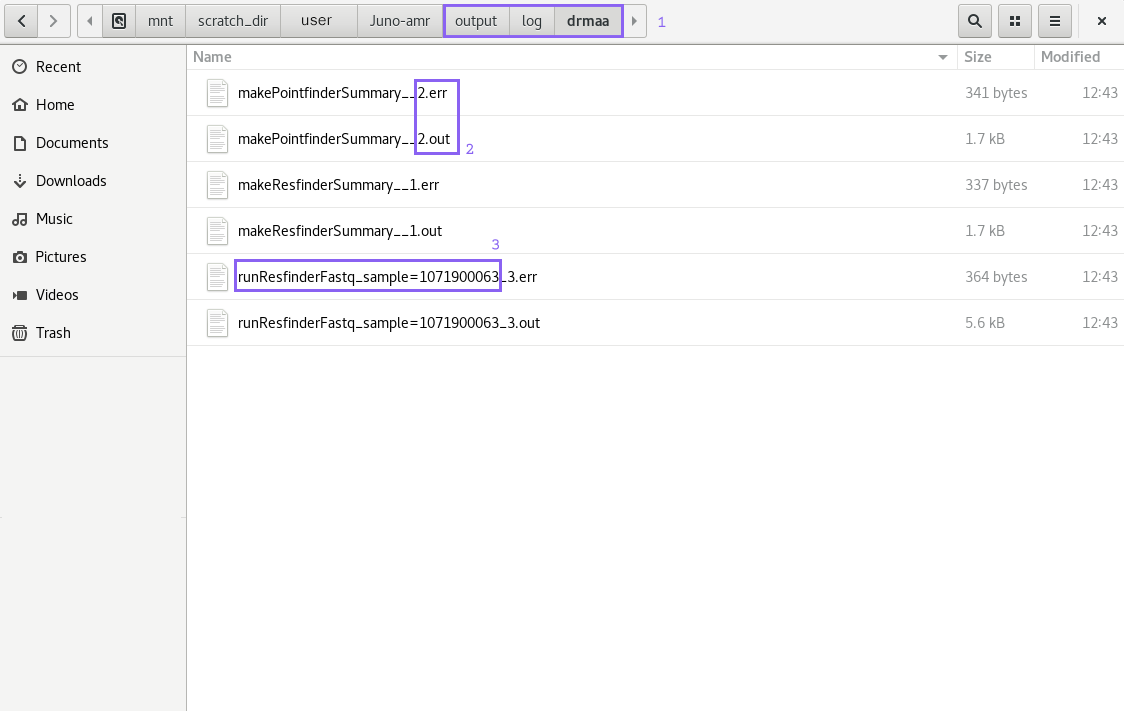 mnt scratch_dir user Juno-amr output log drmaa 1
Name Size Modified
Recent
Home
Documents
Downloads
Music
Pictures
Videos
Trash
makePointfinderSummary__2.err 341 bytes 12:43
makePointfinderSummary__2.out 1.7 kB 12:43
2
makeResfinderSummary__1.err 337 bytes 12:43
makeResfinderSummary__1.out 1.7 kB 12:43
3
runResfinderFastq_sample=1071900063_3.err 364 bytes 12:43
runResfinderFastq_sample=1071900063_3.out 5.6 kB 12:43